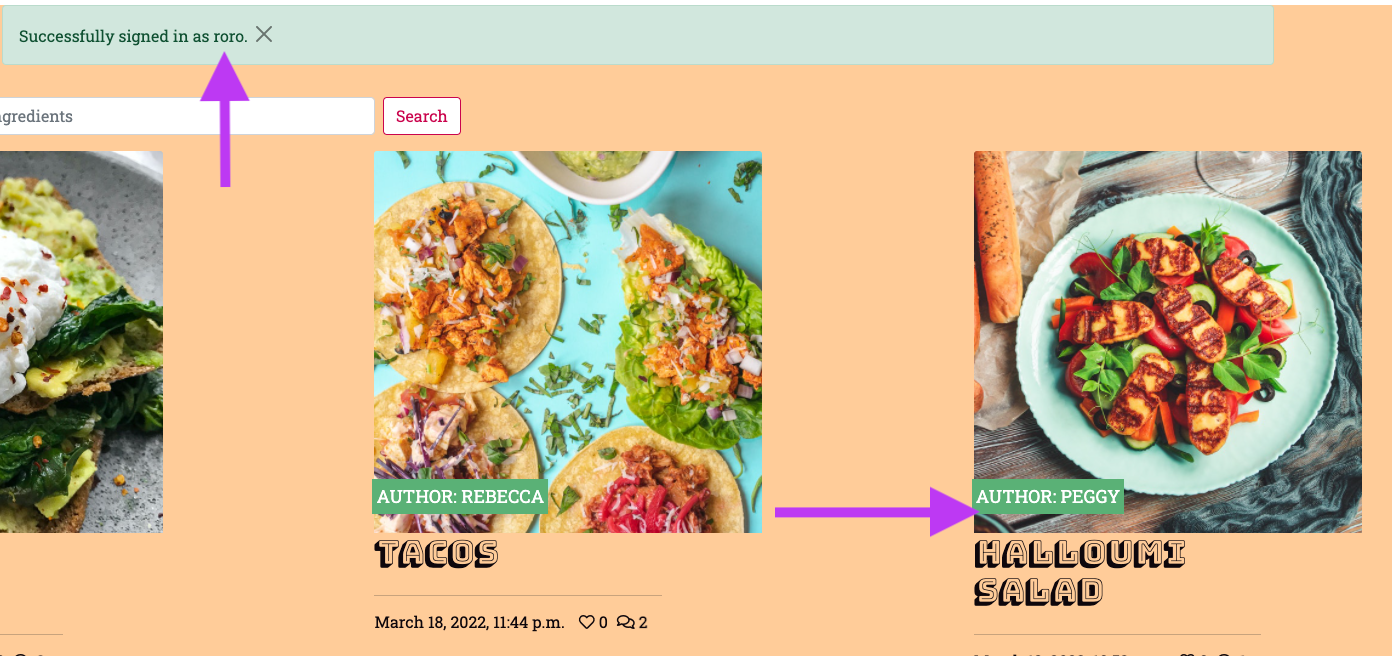 Successfully signed in as roro.
gredients
Search
AUTHOR: REBECCA
AUTHOR: PEGGY
TACOS
HALLOUMI
SALAD
March 18, 2022, 11:44 p.m. 0 2